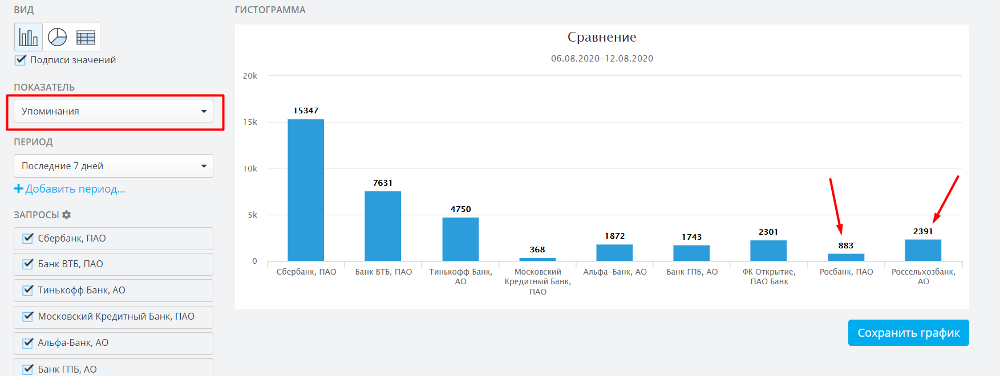 ВИД
Подписи значений
ПОКАЗАТЕЛЬ
Упоминания
ПЕРИОД
Последние 7 дней
Добавить период...
ЗАПРОСЫ
Сбербанк, ПАО
Банк ВТБ, ПАО
Тинькофф Банк, АО
Московский Кредитный Банк, ПАО
Альфа-Банк, АО
Банк ГПБ, АО
ГИСТОГРАММА
Сравнение
06.08.2020–12.08.2020
20k
15k
10k
5k
0
15347
7631
4750
368
1872
1743
2301
883
2391
Сбербанк, ПАО
Банк ВТБ, ПАО
Тинькофф Банк,
АО
Московский
Кредитный Банк,
ПАО
Альфа–Банк, АО
Банк ГПБ, АО
ФК Открытие,
ПАО Банк
Росбанк, ПАО
Россельхозбанк,
АО
Сохранить график